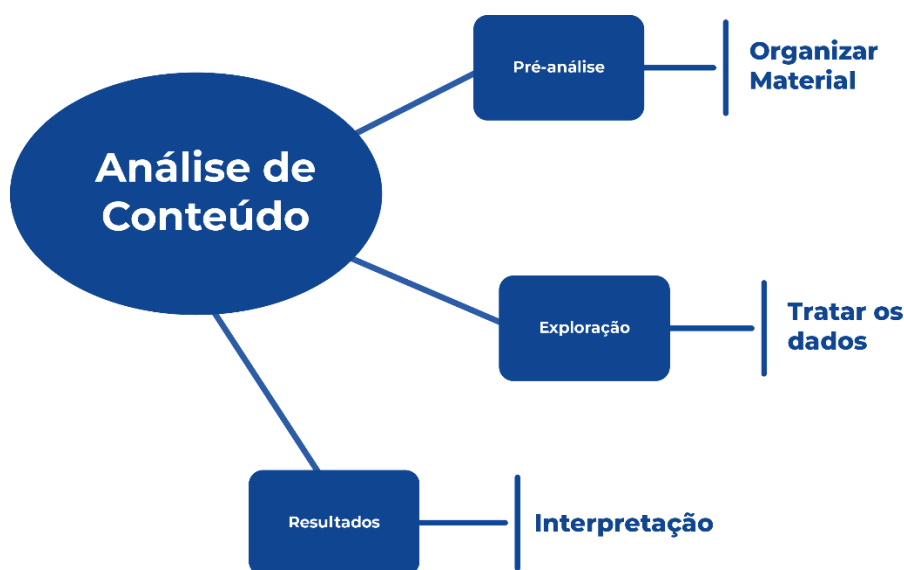 Análise de
Conteúdo
Pré-análise
Organizar
Material
Exploração
Tratar os
dados
Resultados
Interpretação